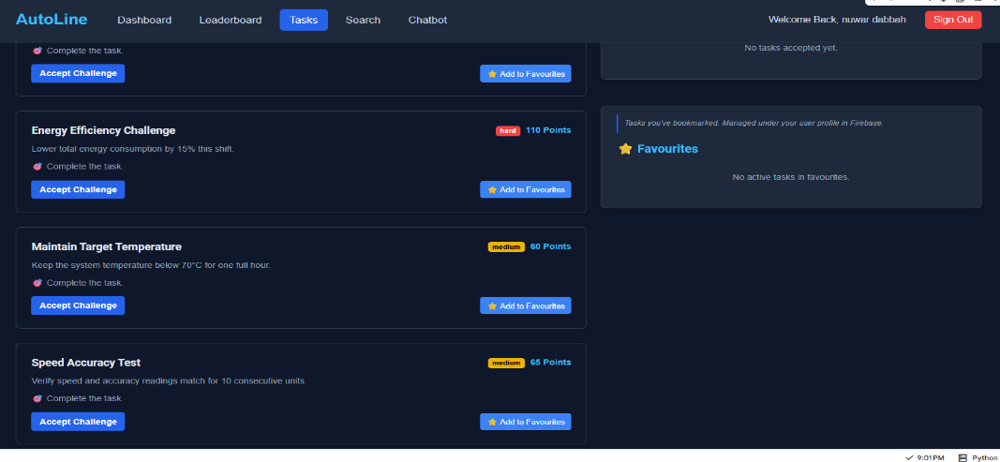 AutoLine Dashboard Leaderboard Tasks Search Chatbot Welcome Back, nuwar dabbah Sign Out
Complete the task.
Accept Challenge Add to Favourites
Energy Efficiency Challenge hard 110 Points
Lower total energy consumption by 15% this shift.
Complete the task.
Accept Challenge Add to Favourites
Maintain Target Temperature medium 60 Points
Keep the system temperature below 70°C for one full hour.
Complete the task.
Accept Challenge Add to Favourites
Speed Accuracy Test medium 65 Points
Verify speed and accuracy readings match for 10 consecutive units.
Complete the task.
Accept Challenge Add to Favourites
No tasks accepted yet.
Tasks you've bookmarked. Managed under your user profile in Firebase.
Favourites
No active tasks in favourites.
9:01PM Python